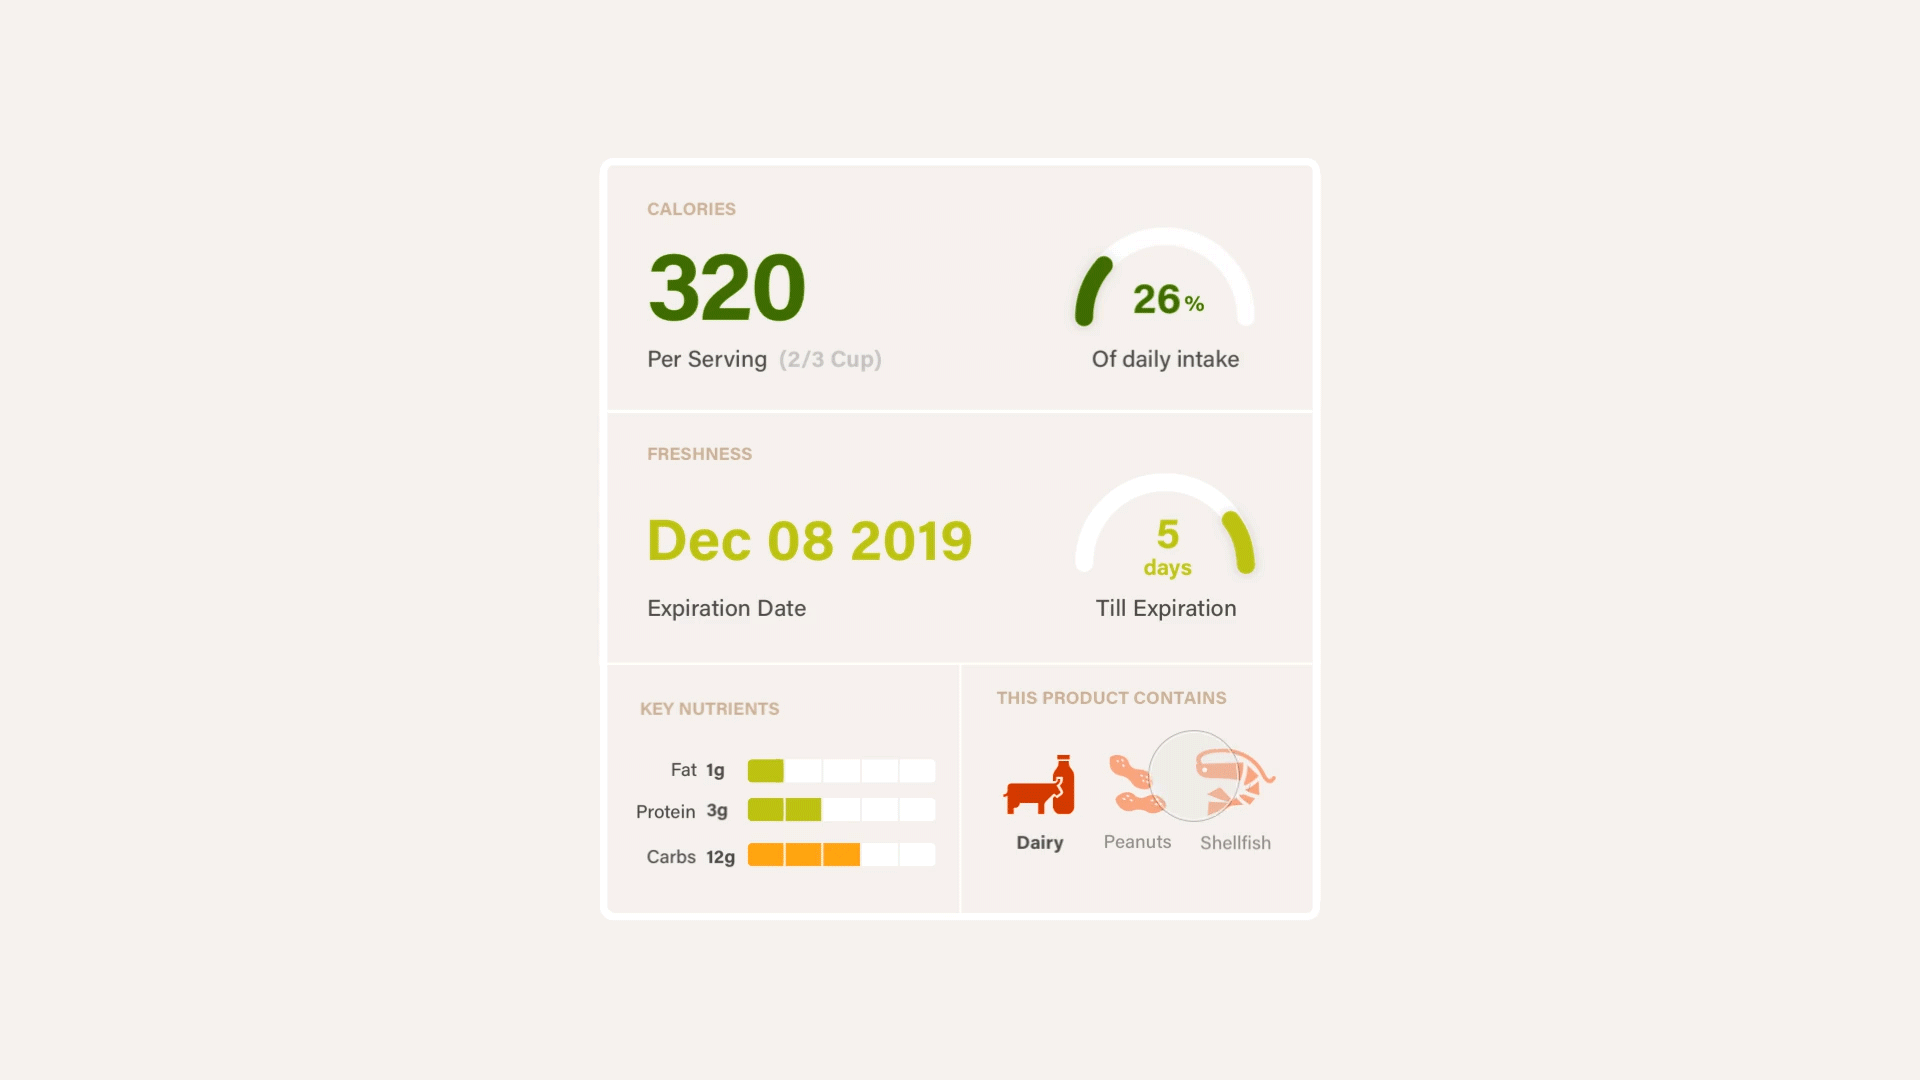 CALORIES
320
26 %
Per Serving (2/3 Cup)
Of daily intake
FRESHNESS
Dec 08 2019
5
days
Expiration Date
Till Expiration
KEY NUTRIENTS
Fat 1g
Protein 3g
Carbs 12g
THIS PRODUCT CONTAINS
Dairy
Peanuts
Shellfish